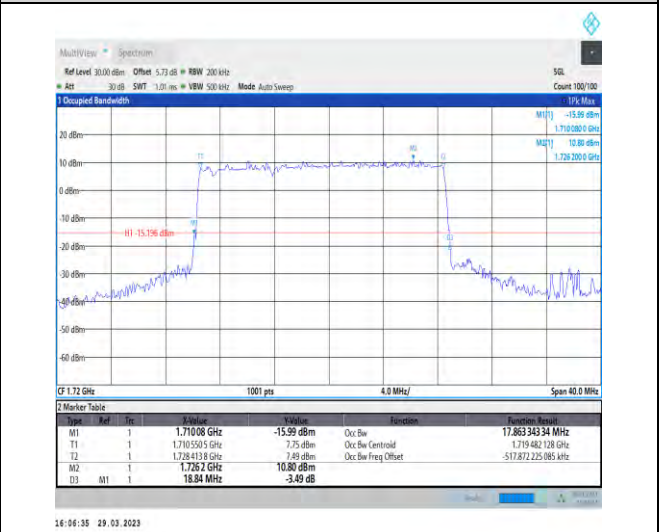 MultiView Spectrum
Ref Level 30.00 dBm Offset 5.73 dB RBW 200 kHz SGL
Att 30 dB SWT 1.01 ms VBW 500 kHz Mode Auto Sweep Count 100/100
1 Occupied Bandwidth 1Pk Max
M1[1] -15.99 dBm
1.710 080 0 GHz
20 dBm M2[1] 10.80 dBm
1.726 200 0 GHz
T1 M2
10 dBm
0 dBm
-10 dBm
M1
H1 -15.196 dBm
D3
-20 dBm
-30 dBm
-40 dBm
-50 dBm
-60 dBm
CF 1.72 GHz 1001 pts 4.0 MHz/ Span 40.0 MHz
2 Marker Table
Type Ref Trc X-Value Y-Value Function Function Result
M1 1 1.710 08 GHz -15.99 dBm Occ Bw 17.863 343 34 MHz
T1 1 1.710 550 5 GHz 7.75 dBm Occ Bw Centroid 1.719 482 128 GHz
T2 1 1.728 413 8 GHz 7.49 dBm Occ Bw Freq Offset -517.872 225 085 kHz
M2 1 1.726 2 GHz 10.80 dBm
D3 M1 1 18.84 MHz -3.49 dB
16:06:35 29.03.2023